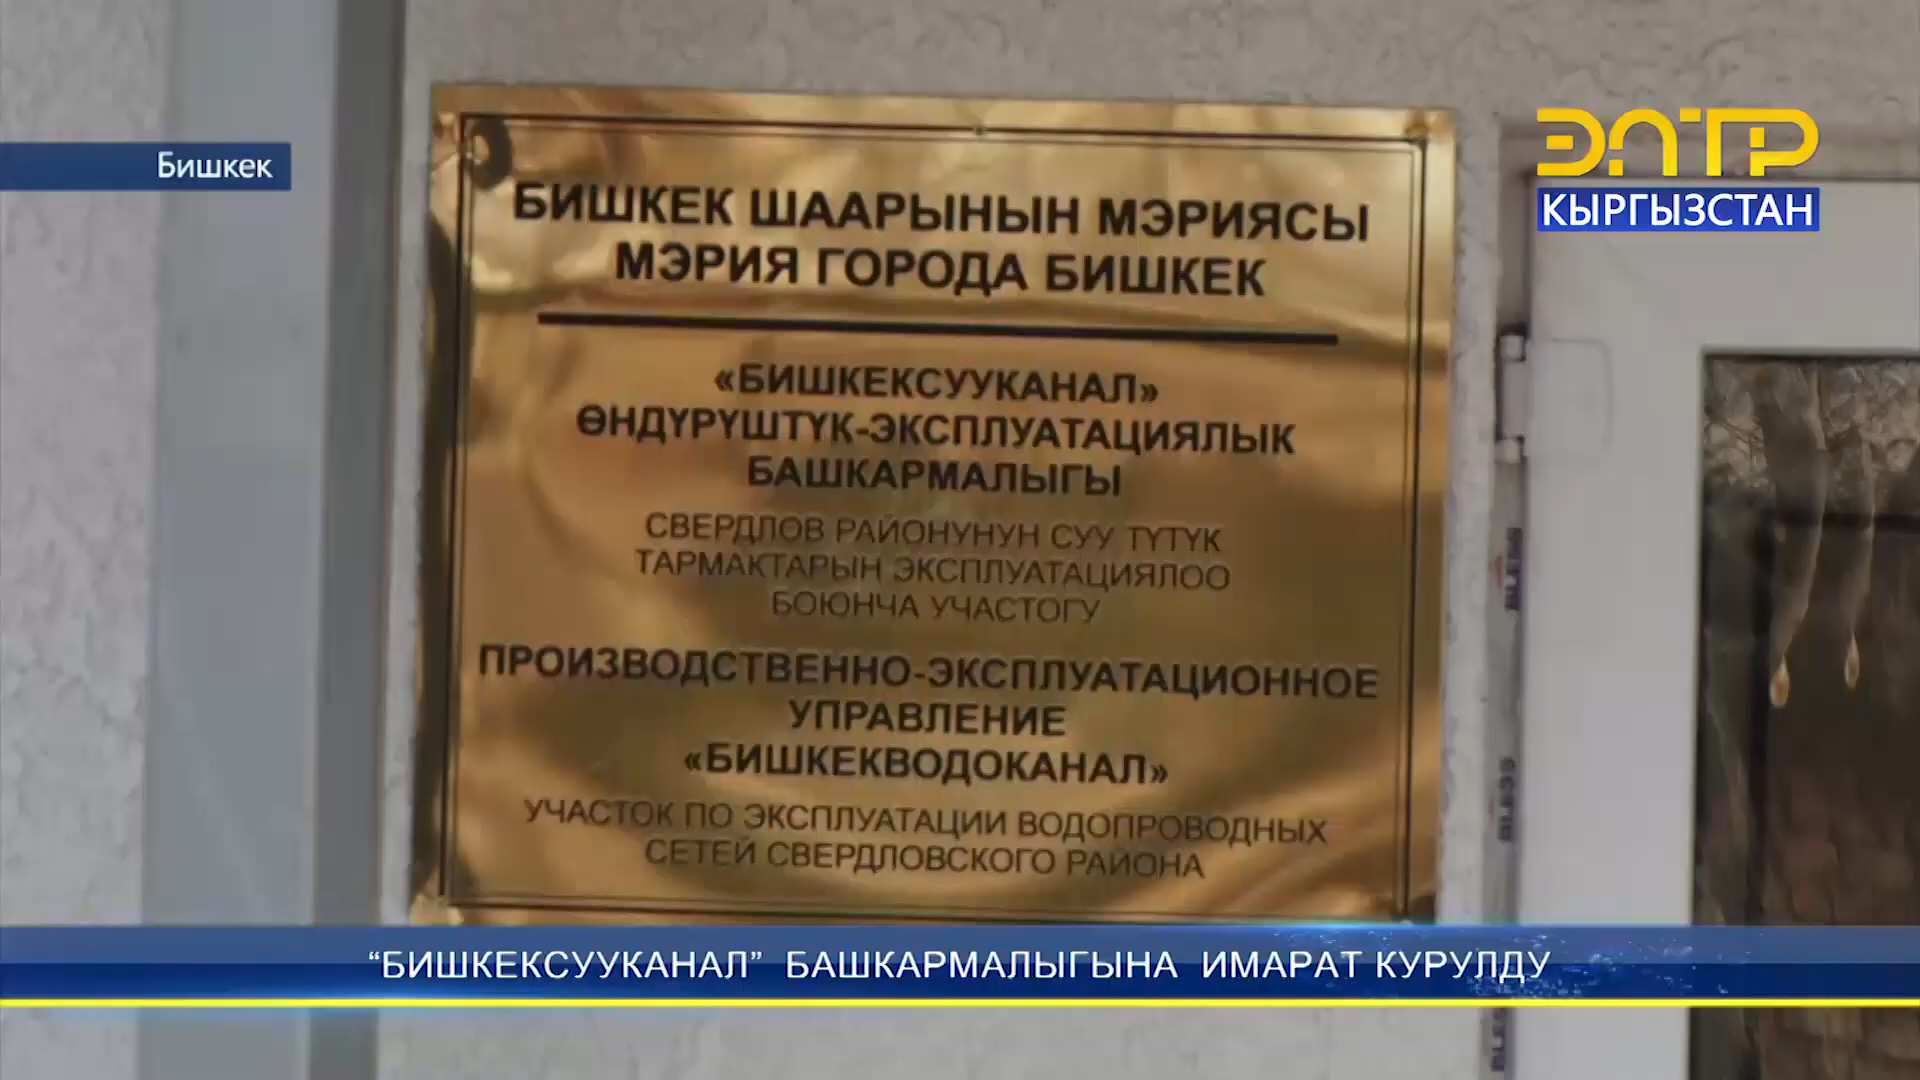 Бишкек
ЭЛТР
КЫРГЫЗСТАН
БИШКЕК ШААРЫНЫН МЭРИЯСЫ
МЭРИЯ ГОРОДА БИШКЕК
«БИШКЕКСУУКАНАЛ»
ӨНДҮРҮШТҮК-ЭКСПЛУАТАЦИЯЛЫК
БАШКАРМАЛЫГЫ
СВЕРДЛОВ РАЙОНУНУН СУУ ТҮТҮК
ТАРМАКТАРЫН ЭКСПЛУАТАЦИЯЛОО
БОЮНЧА УЧАСТОГУ
ПРОИЗВОДСТВЕННО-ЭКСПЛУАТАЦИОННОЕ
УПРАВЛЕНИЕ
«БИШКЕКВОДОКАНАЛ»
УЧАСТОК ПО ЭКСПЛУАТАЦИИ ВОДОПРОВОДНЫХ
СЕТЕЙ СВЕРДЛОВСКОГО РАЙОНА
“БИШКЕКСУУКАНАЛ” БАШКАРМАЛЫГЫНА ИМАРАТ КУРУЛДУ